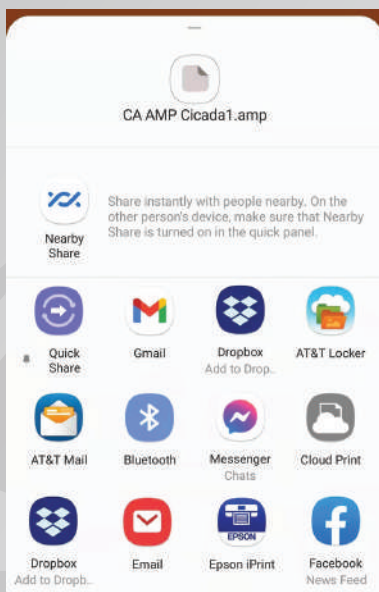 CA AMP Cicada1.amp
Share instantly with people nearby. On the
other person's device, make sure that Nearby
Share is turned on in the quick panel.
Nearby
Share
Quick
Share
Gmail
Dropbox
Add to Drop..
AT&T Locker
AT&T Mail
Bluetooth
Messenger
Chats
Cloud Print
EPSON
Dropbox
Add to Dropb..
Email
Epson iPrint
Facebook
News Feed